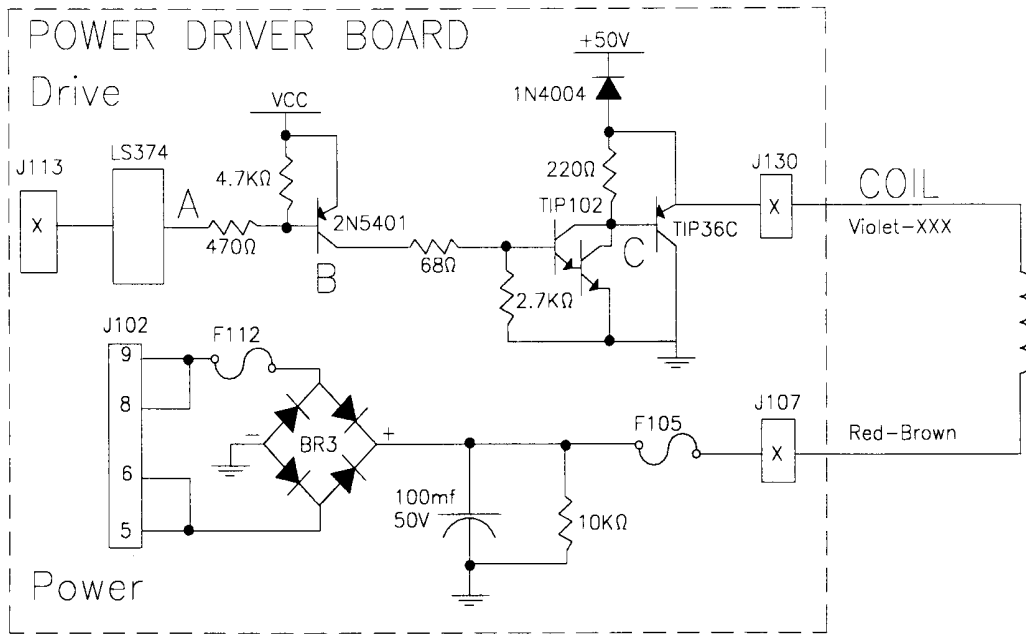 POWER DRIVER BOARD
Drive
+50V
1N4004
VCC
LS374
J113
X
A
4.7KΩ
470Ω
2N5401
B
68Ω
2.7KΩ
220Ω
TIP102
C
TIP36C
J130
X
COIL
Violet-XXX
J102
9
8
6
5
F112
BR3
-
+
100mf
50V
10KΩ
F105
J107
X
Red-Brown
Power